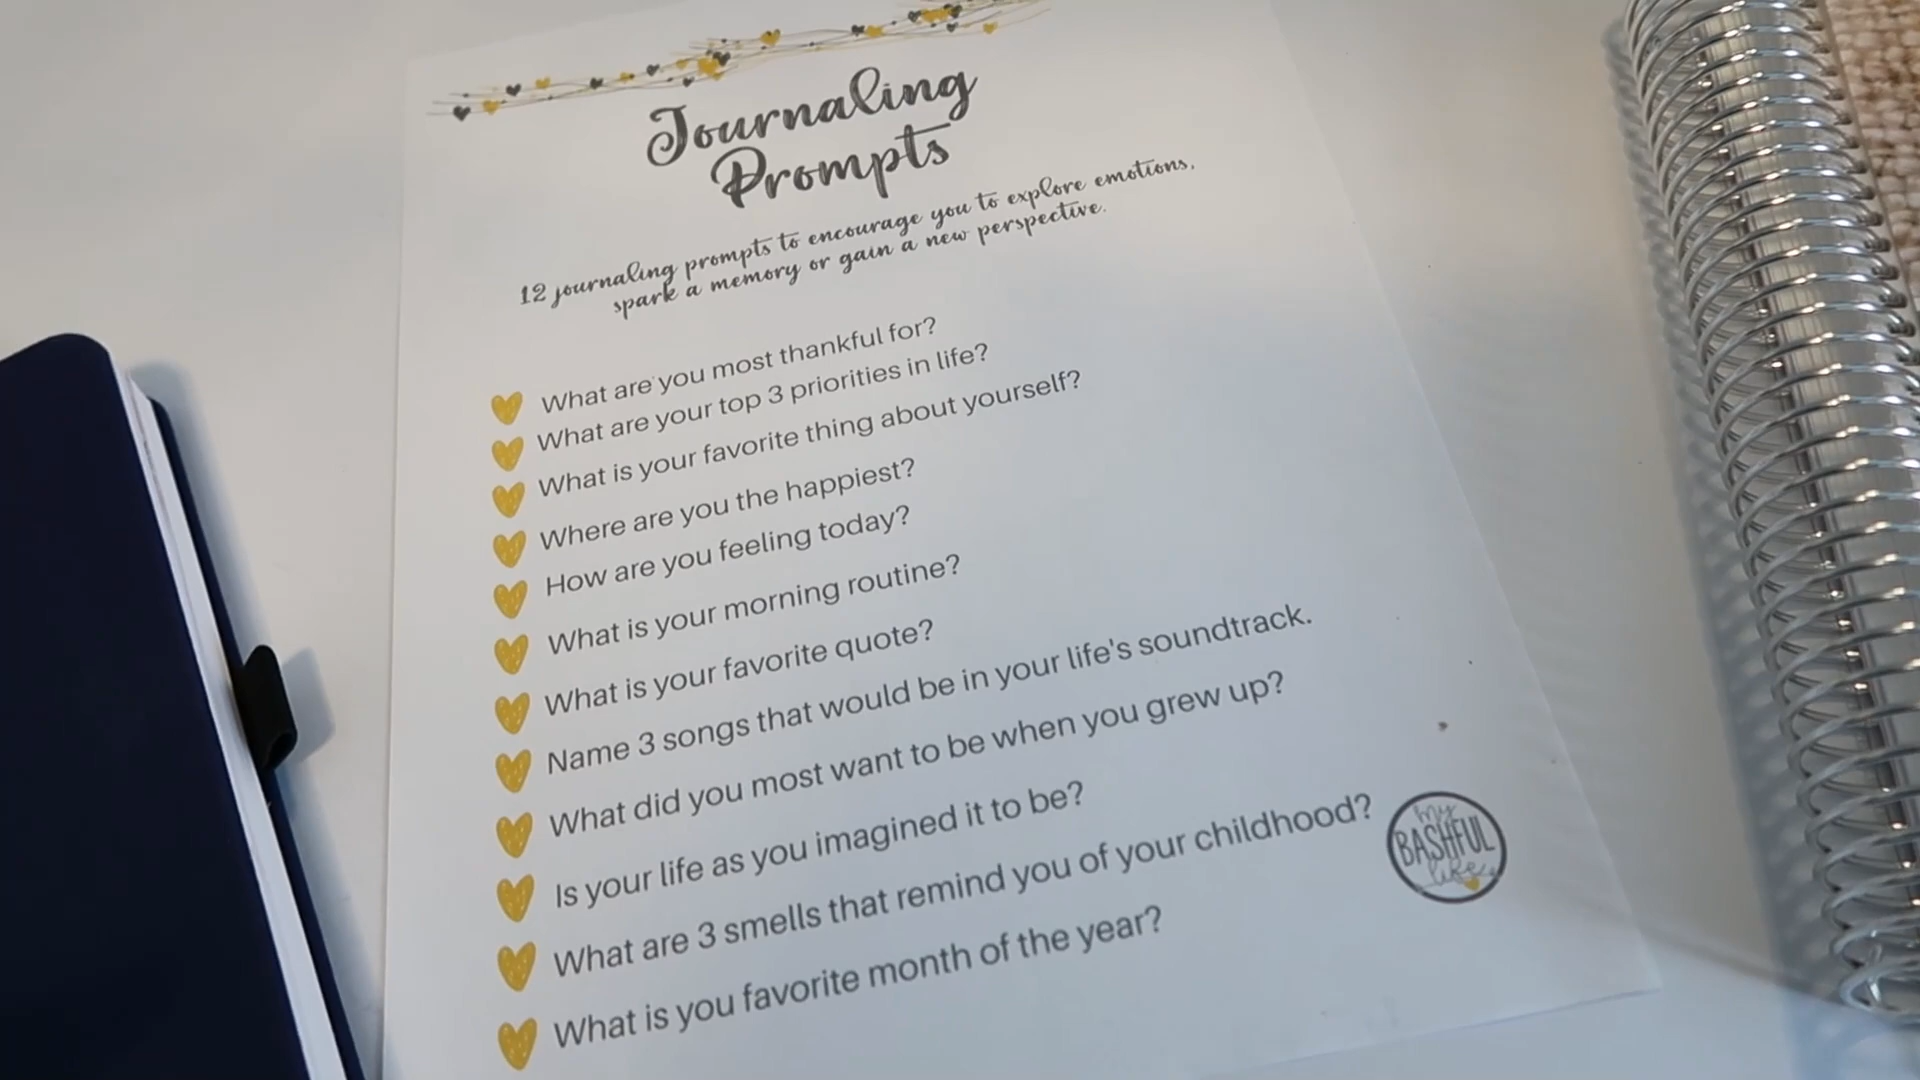 Journaling
Prompts
12 journaling prompts to encourage you to explore emotions,
spark a memory or gain a new perspective.
What are you most thankful for?
What are your top 3 priorities in life?
What is your favorite thing about yourself?
Where are you the happiest?
How are you feeling today?
What is your morning routine?
What is your favorite quote?
Name 3 songs that would be in your life's soundtrack.
What did you most want to be when you grew up?
Is your life as you imagined it to be?
What are 3 smells that remind you of your childhood?
What is you favorite month of the year?
my
BASHFUL
life